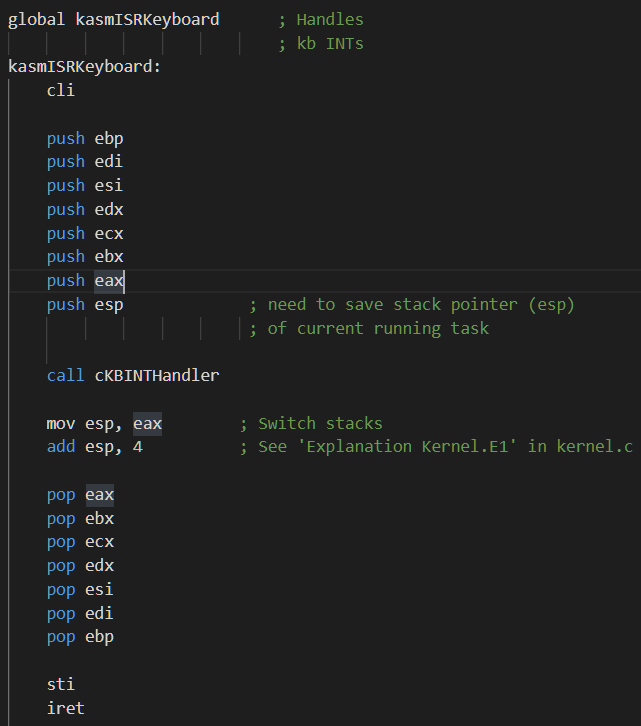 global kasmISRKeyboard ; Handles
; kb INTs
kasmISRKeyboard:
cli
push ebp
push edi
push esi
push edx
push ecx
push ebx
push eax
push esp ; need to save stack pointer (esp)
; of current running task
call cKBINTHandler
mov esp, eax ; Switch stacks
add esp, 4 ; See 'Explanation Kernel.E1' in kernel.c
pop eax
pop ebx
pop ecx
pop edx
pop esi
pop edi
pop ebp
sti
iret